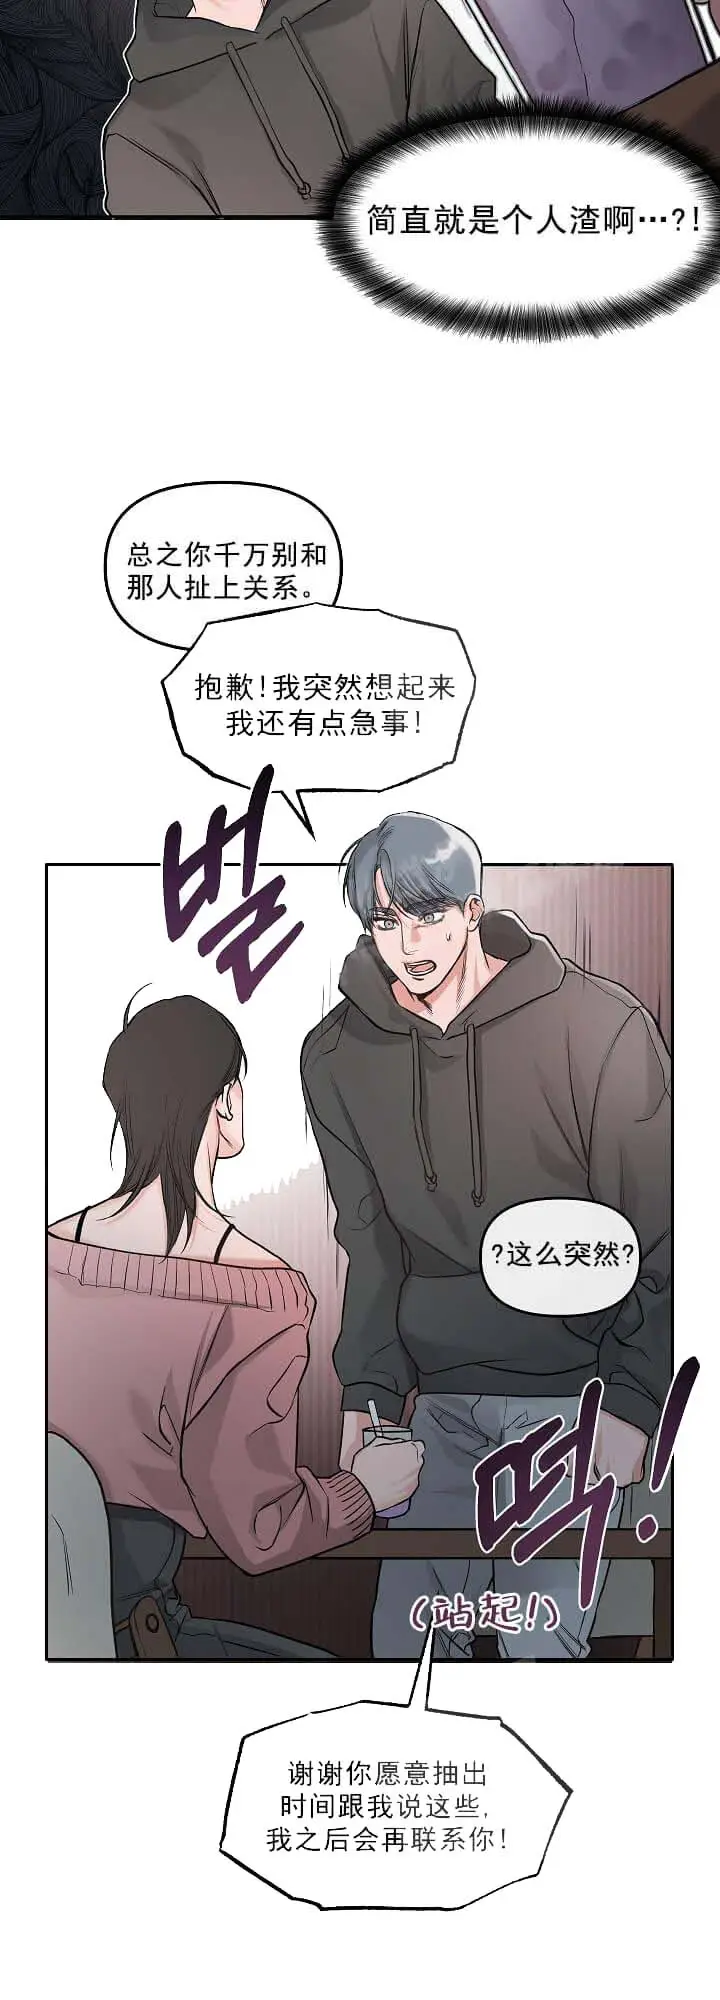 简直就是个人渣啊…?!
总之你千万别和
那人扯上关系。
抱歉!我突然想起来
我还有点急事!
벌
?这么突然?
떡!
(站起!)
谢谢你愿意抽出
时间跟我说这些,
我之后会再联系你!